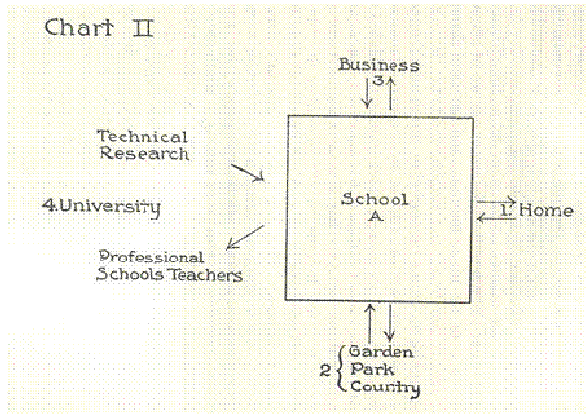 Chart II
Business
3
Technical
Research
4.University
School
A
1. Home
Professional
Schools Teachers
2 { Garden
Park
Country